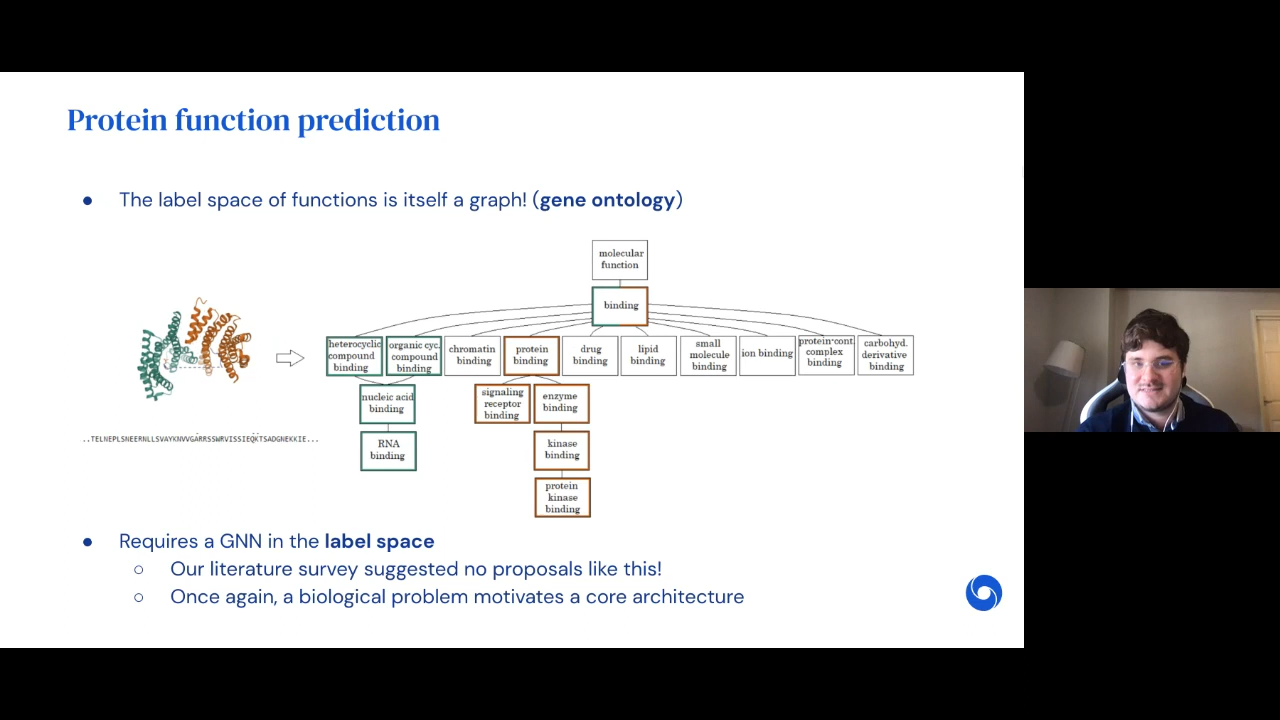 Protein function prediction
● The label space of functions is itself a graph! (gene ontology)
molecular
function
binding
heterocyclic
compound
binding
organic cyc.
compound
binding
chromatin
binding
protein
binding
drug
binding
lipid
binding
small
molecule
binding
ion binding
protein-cont.
complex
binding
carbohyd.
derivative
binding
nucleic acid
binding
signaling
receptor
binding
enzyme
binding
..TELNEPLSNEERNLLSVAYKNVVGARRSSWRVISSIEQKTSADGNEKKIE...
RNA
binding
kinase
binding
protein
kinase
binding
● Requires a GNN in the label space
○ Our literature survey suggested no proposals like this!
○ Once again, a biological problem motivates a core architecture